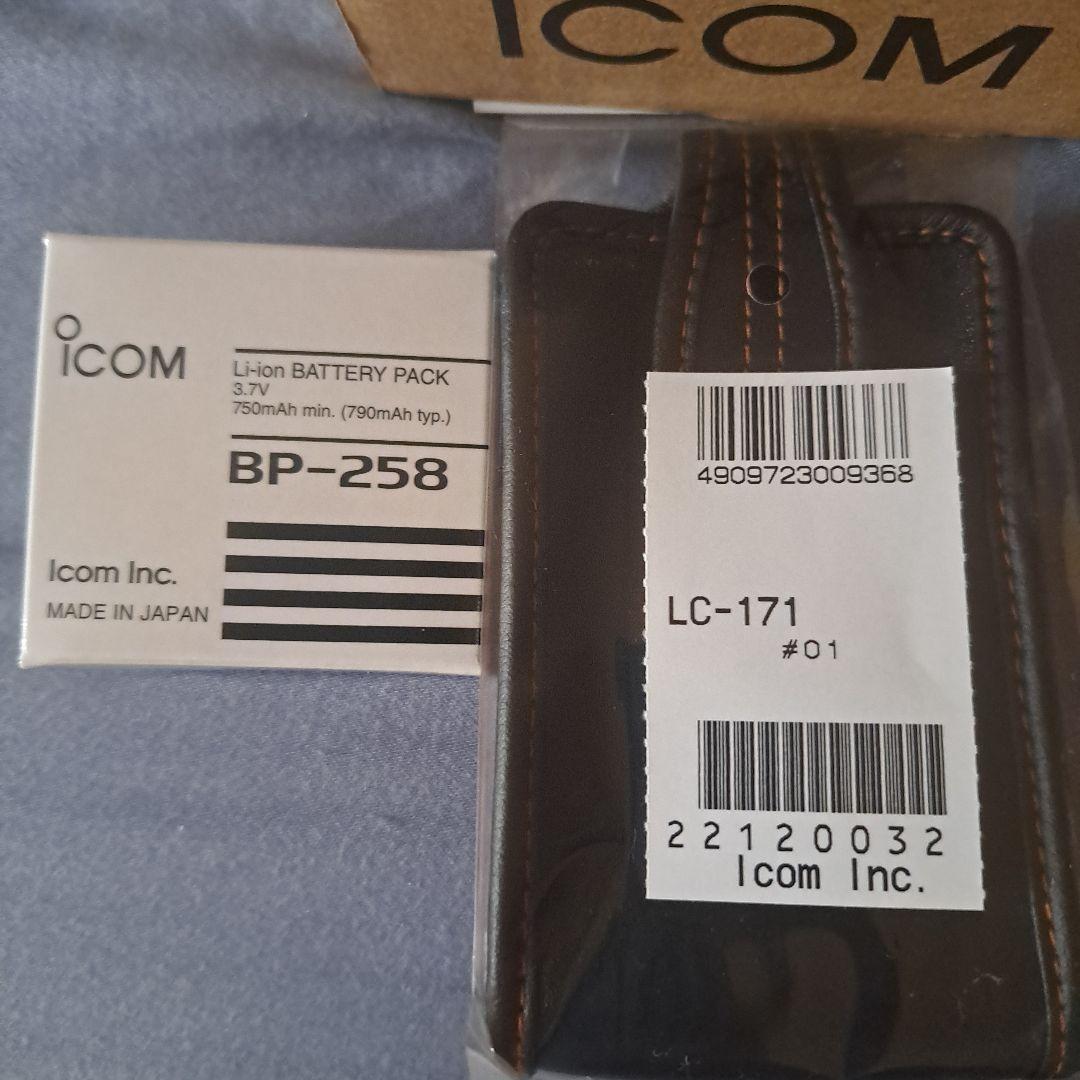 ICOM
ICOM
Li-ion BATTERY PACK
3.7V
750mAh min. (790mAh typ.)
BP-258
Icom Inc.
MADE IN JAPAN
4909723009368
LC-171
#01
22120032
Icom Inc.